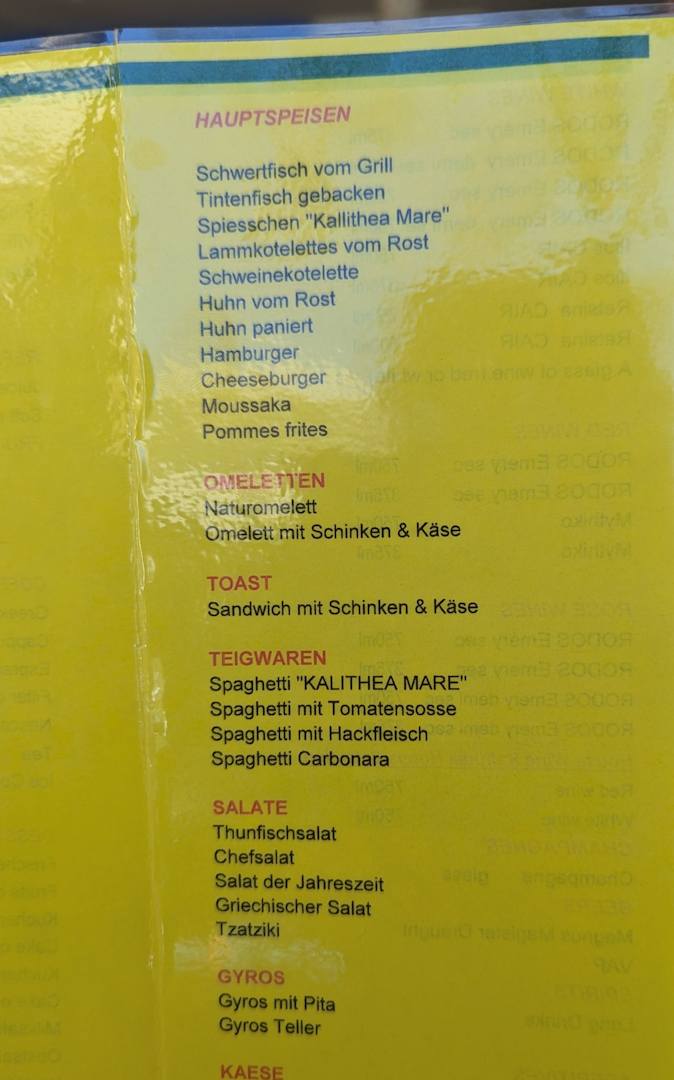 HAUPTSPEISEN
Schwertfisch vom Grill
Tintenfisch gebacken
Spiesschen "Kallithea Mare"
Lammkotelettes vom Rost
Schweinekotelette
Huhn vom Rost
Huhn paniert
Hamburger
Cheeseburger
Moussaka
Pommes frites
OMELETTEN
Naturomelett
Omelett mit Schinken & Käse
TOAST
Sandwich mit Schinken & Käse
TEIGWAREN
Spaghetti "KALITHEA MARE"
Spaghetti mit Tomatensosse
Spaghetti mit Hackfleisch
Spaghetti Carbonara
SALATE
Thunfischsalat
Chefsalat
Salat der Jahreszeit
Griechischer Salat
Tzatziki
GYROS
Gyros mit Pita
Gyros Teller
KAESE